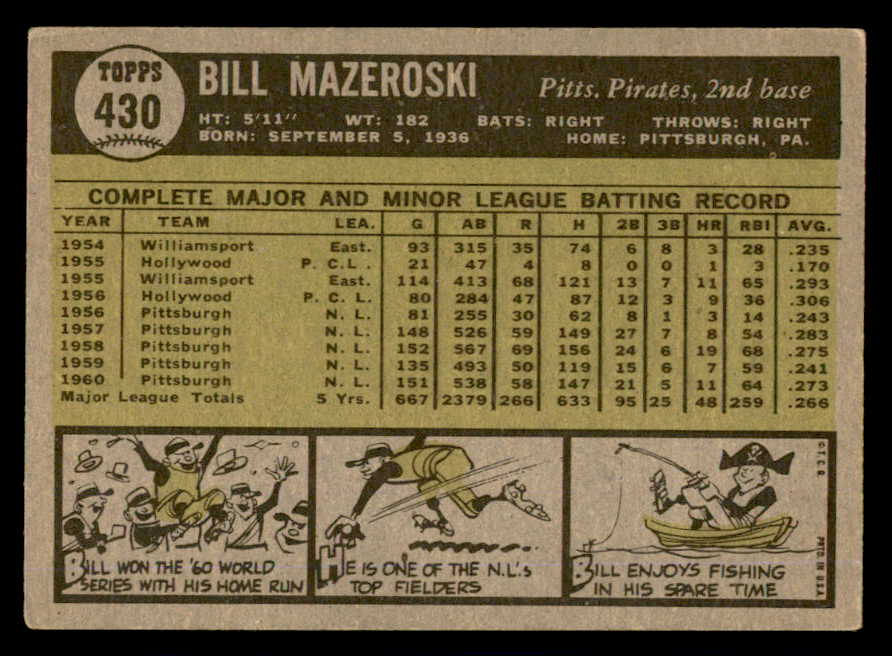 TOPPS
430
BILL MAZEROSKI
Pitts. Pirates, 2nd base
HT: 5'11" WT: 182 BATS: RIGHT THROWS: RIGHT
BORN: SEPTEMBER 5, 1936 HOME: PITTSBURGH, PA.
COMPLETE MAJOR AND MINOR LEAGUE BATTING RECORD
YEAR TEAM LEA. G AB R H 2B 3B HR RBI AVG.
1954 Williamsport East. 93 315 35 74 6 8 3 28 .235
1955 Hollywood P. C.L . 21 47 4 8 0 0 1 3 .170
1955 Williamsport East. 114 413 68 121 13 7 11 65 .293
1956 Hollywood P. C. L. 80 284 47 87 12 3 9 36 .306
1956 Pittsburgh N. L. 81 255 30 62 8 1 3 14 .243
1957 Pittsburgh N. L. 148 526 59 149 27 7 8 54 .283
1958 Pittsburgh N. L. 152 567 69 156 24 6 19 68 .275
1959 Pittsburgh N. L. 135 493 50 119 15 6 7 59 .241
1960 Pittsburgh N. L. 151 538 58 147 21 5 11 64 .273
Major League Totals 5 Yrs. 667 2379 266 633 95 25 48 259 .266
BILL WON THE '60 WORLD
SERIES WITH HIS HOME RUN
HE IS ONE OF THE N.L.'s
TOP FIELDERS
BILL ENJOYS FISHING
IN HIS SPARE TIME
©T.C.G.
PRTD. IN U.S.A.